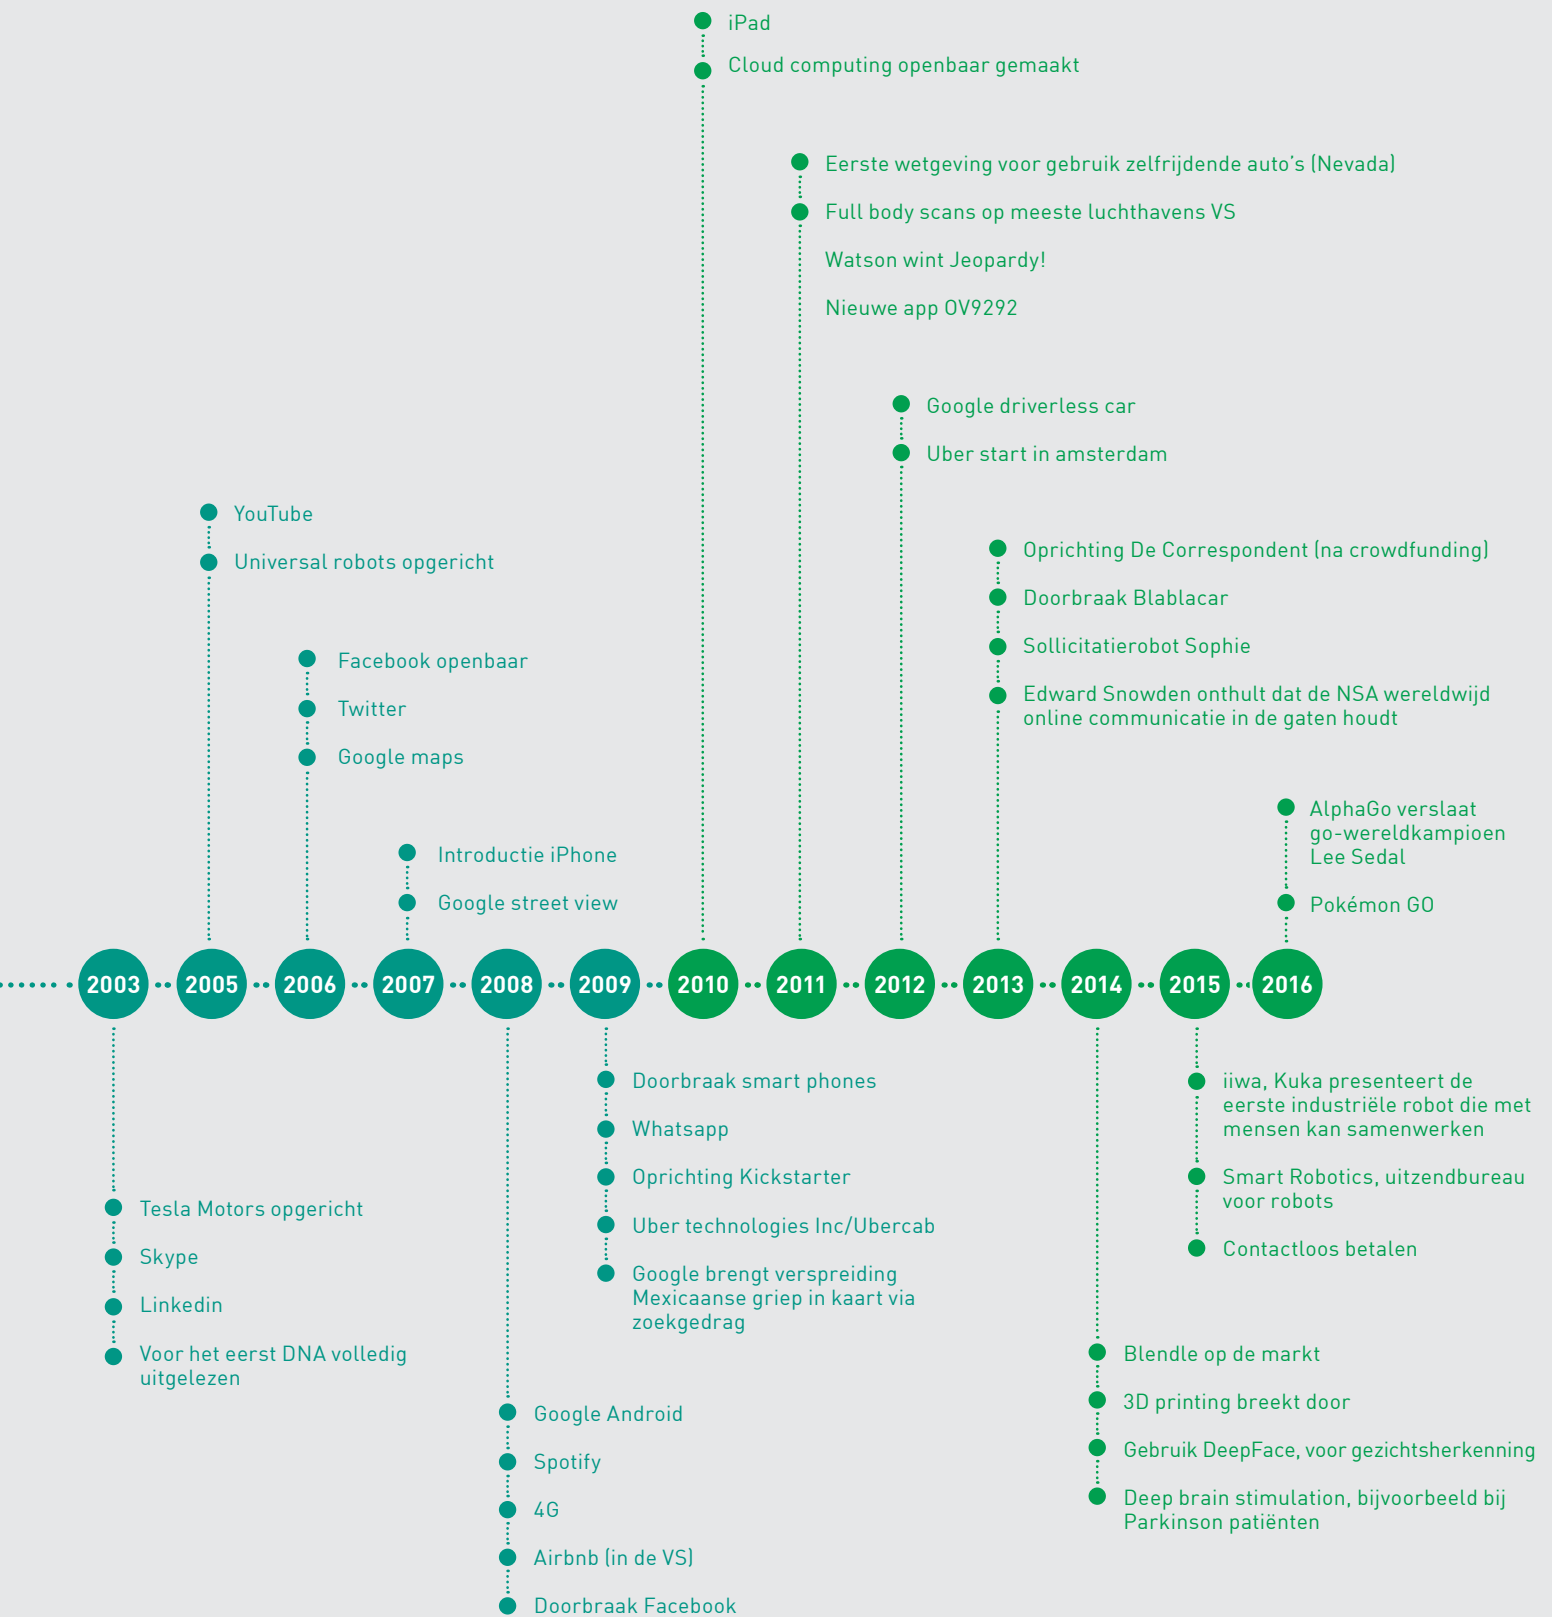 iPad
Cloud computing openbaar gemaakt
Eerste wetgeving voor gebruik zelfrijdende auto's (Nevada)
Full body scans op meeste luchthavens VS
Watson wint Jeopardy!
Nieuwe app OV9292
Google driverless car
Uber start in amsterdam
YouTube
Universal robots opgericht
Oprichting De Correspondent (na crowdfunding)
Doorbraak Blablacar
Sollicitatierobot Sophie
Edward Snowden onthult dat de NSA wereldwijd
online communicatie in de gaten houdt
Facebook openbaar
Twitter
Google maps
Introductie iPhone
Google street view
AlphaGo verslaat
go-wereldkampioen
Lee Sedal
Pokémon GO
2003 2005 2006 2007 2008 2009 2010 2011 2012 2013 2014 2015 2016
Tesla Motors opgericht
Skype
Linkedin
Voor het eerst DNA volledig
uitgelezen
Google Android
Spotify
4G
Airbnb (in de VS)
Doorbraak Facebook
Doorbraak smart phones
Whatsapp
Oprichting Kickstarter
Uber technologies Inc/Ubercab
Google brengt verspreiding
Mexicaanse griep in kaart via
zoekgedrag
Blendle op de markt
3D printing breekt door
Gebruik DeepFace, voor gezichtsherkenning
Deep brain stimulation, bijvoorbeeld bij
Parkinson patiënten
iiwa, Kuka presenteert de
eerste industriële robot die met
mensen kan samenwerken
Smart Robotics, uitzendbureau
voor robots
Contactloos betalen